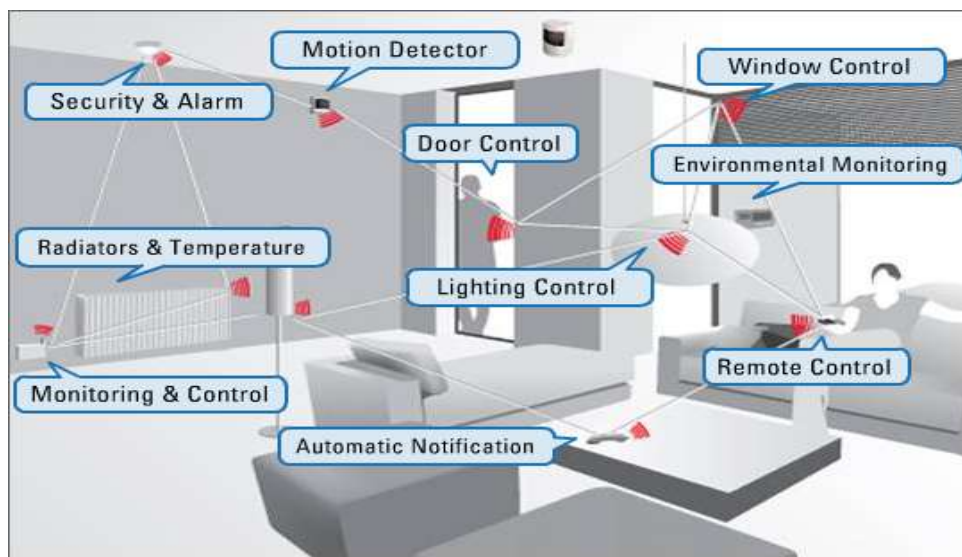 Motion Detector
Window Control
Security & Alarm
Door Control
Environmental Monitoring
Radiators & Temperature
Lighting Control
Remote Control
Monitoring & Control
Automatic Notification